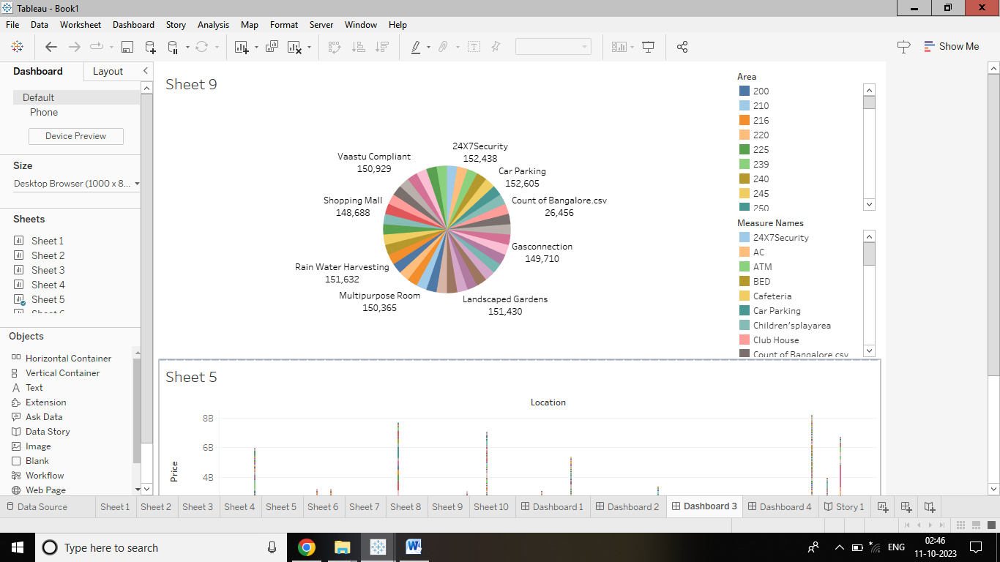 Tableau - Book1
File Data Worksheet Dashboard Story Analysis Map Format Server Window Help
Show Me
Dashboard Layout
Default
Phone
Device Preview
Size
Desktop Browser (1000 x 8...
Sheets
Sheet 1
Sheet 2
Sheet 3
Sheet 4
Sheet 5
Sheet 6
Objects
Horizontal Container
Vertical Container
Text
Extension
Ask Data
Data Story
Image
Blank
Workflow
Web Page
Sheet 9
24X7Security
152,438
Vaastu Compliant
150,929
Car Parking
152,605
Shopping Mall
148,688
Count of Bangalore.csv
26,456
Gasconnection
149,710
Rain Water Harvesting
151,632
Multipurpose Room
150,365
Landscaped Gardens
151,430
Area
200
210
216
220
225
239
240
245
250
Measure Names
24X7Security
AC
ATM
BED
Cafeteria
Car Parking
Children'splayarea
Club House
Count of Bangalore.csv
Sheet 5
Location
8B
6B
4B
Price
Data Source Sheet 1 Sheet 2 Sheet 3 Sheet 4 Sheet 5 Sheet 6 Sheet 7 Sheet 8 Sheet 9 Sheet 10 Dashboard 1 Dashboard 2 Dashboard 3 Dashboard 4 Story 1
Type here to search
ENG
02:46
11-10-2023